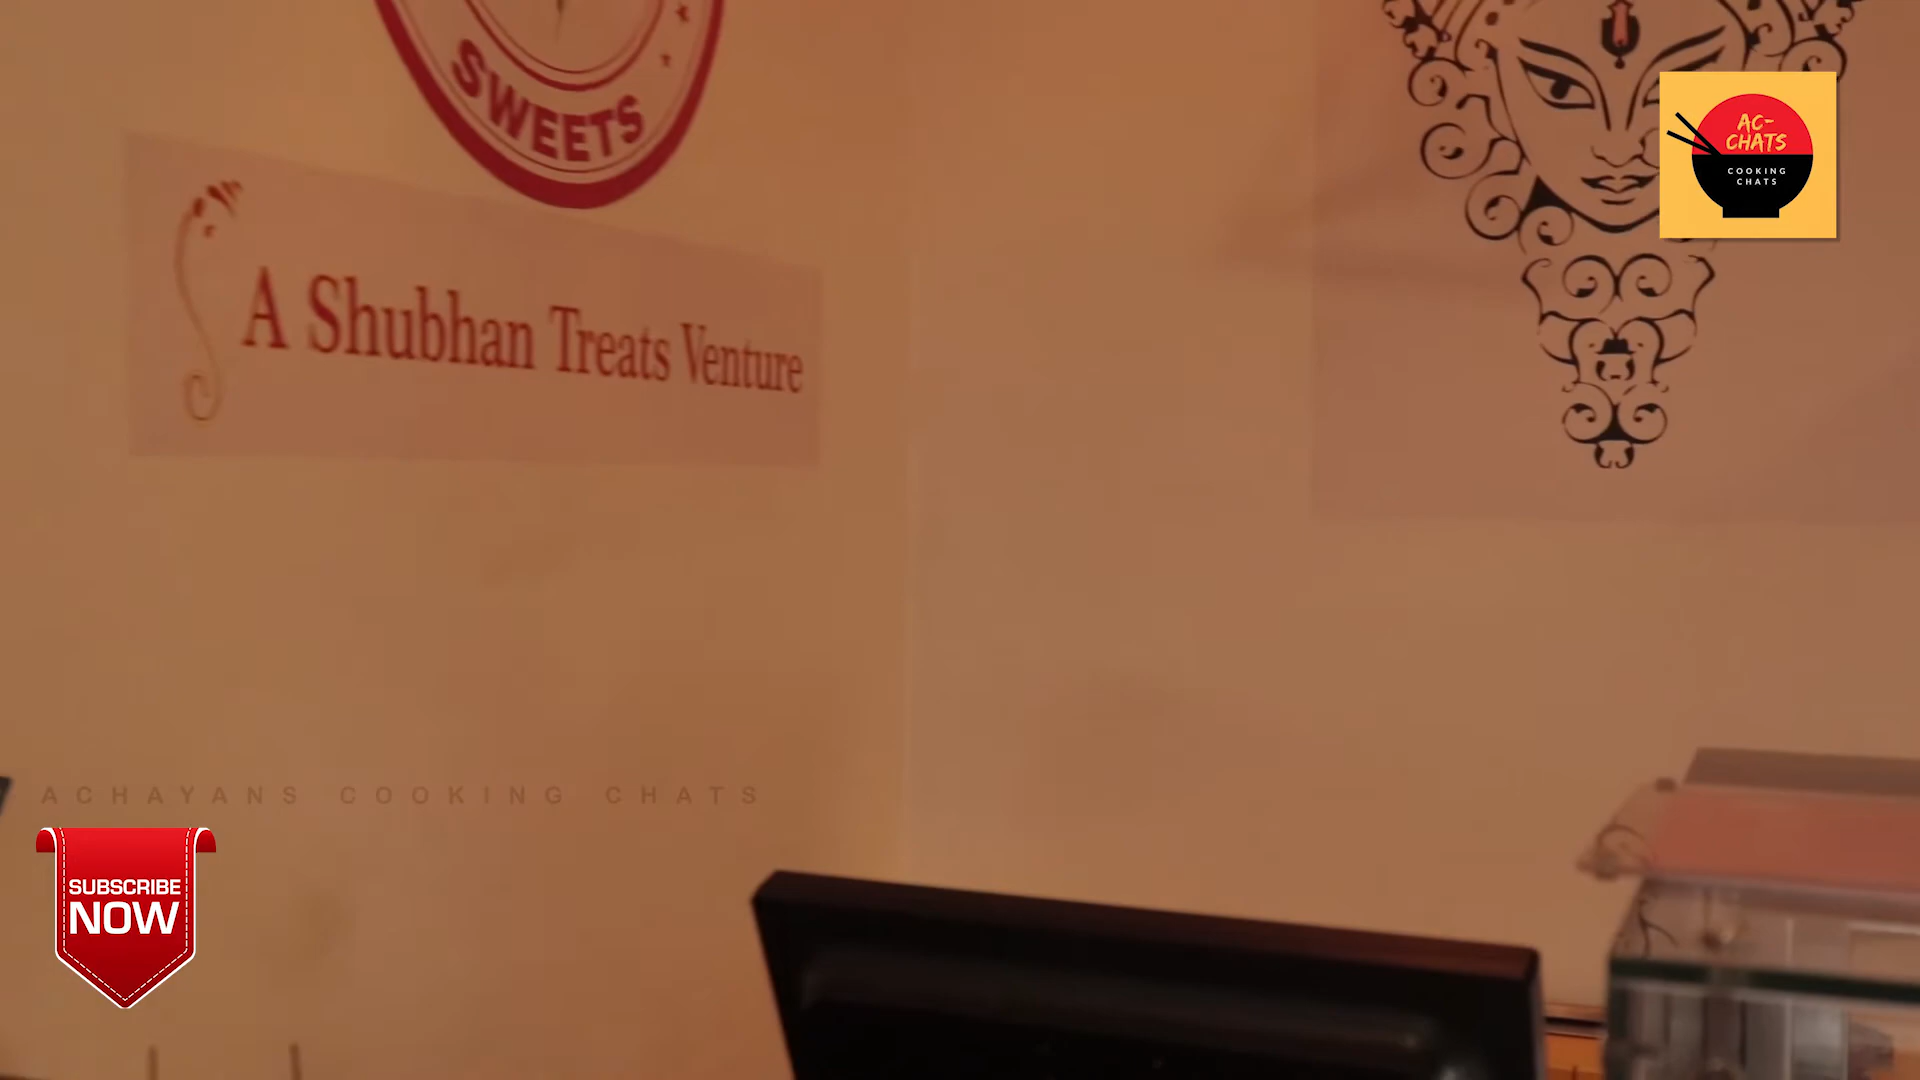 SWEETS
A Shubhan Treats Venture
AC-
CHATS
COOKING
CHATS
ACHAYANS COOKING CHATS
SUBSCRIBE
NOW